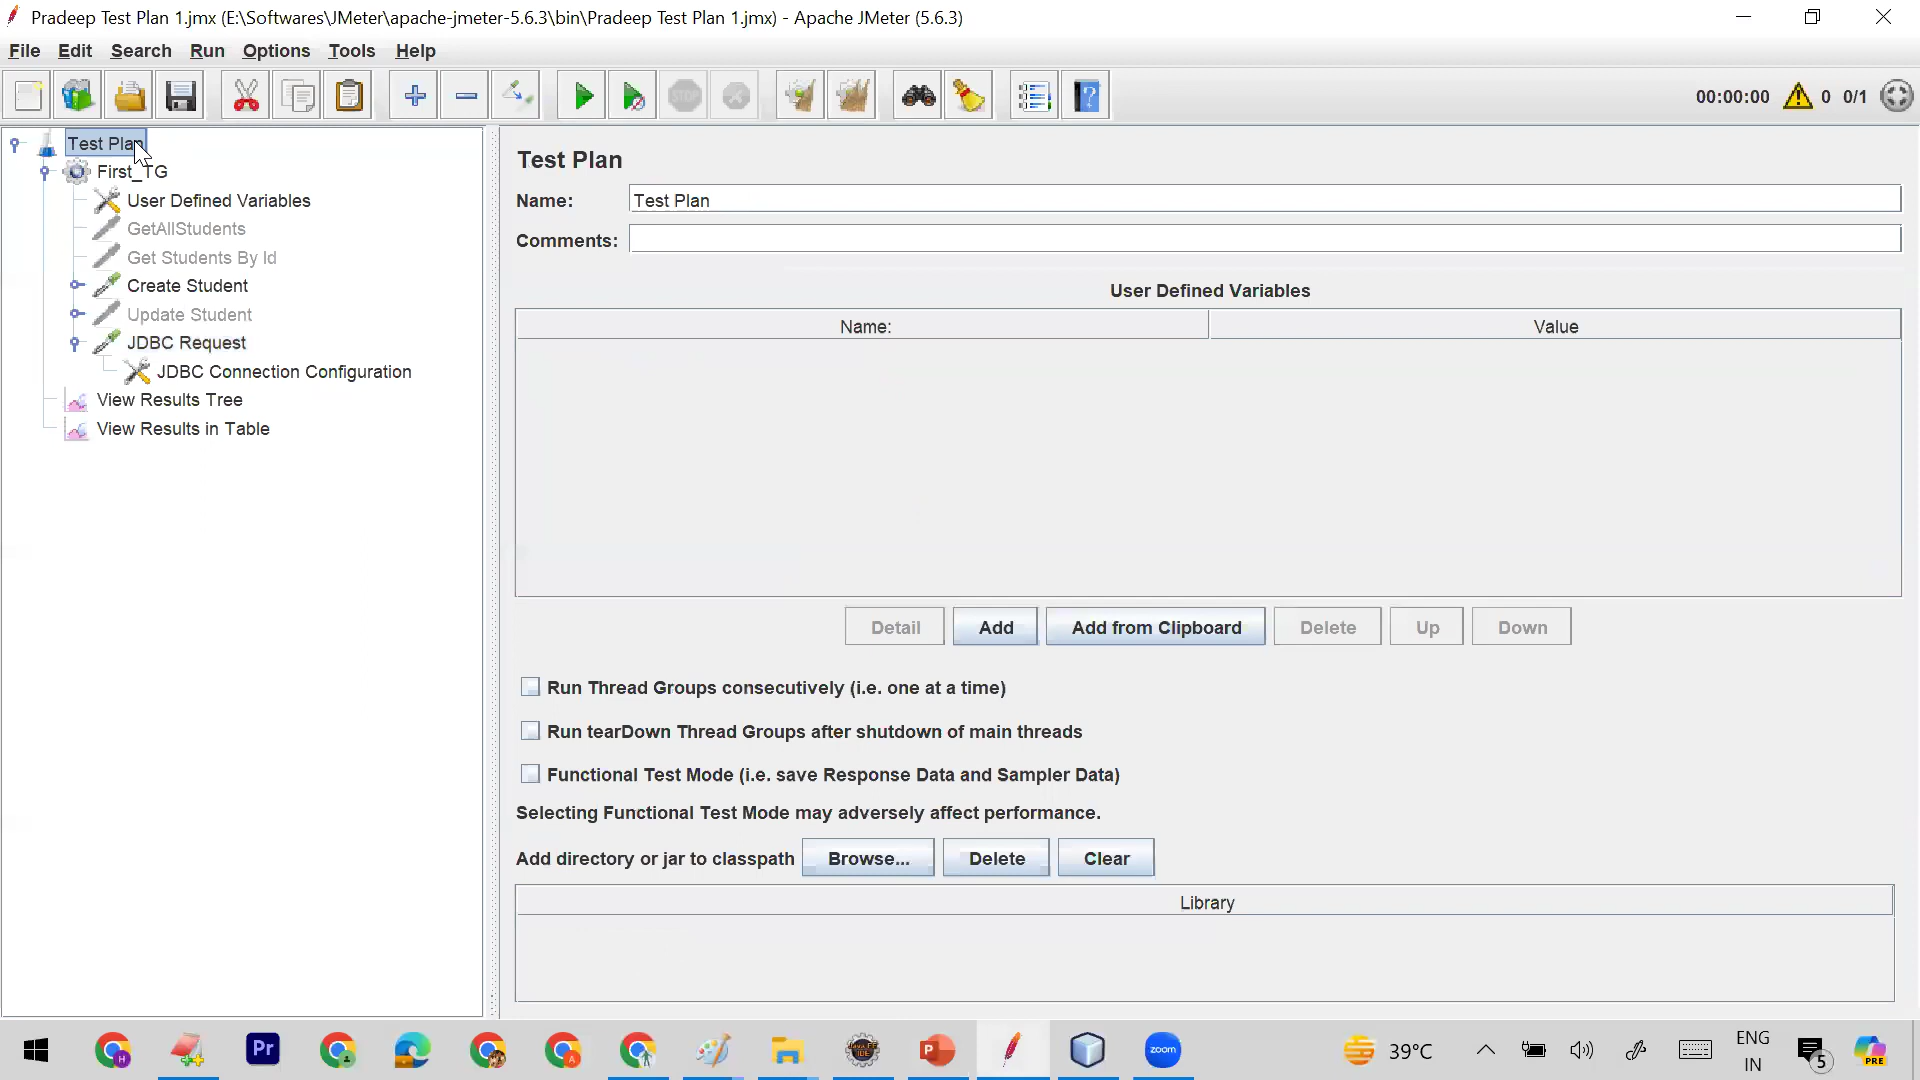 Pradeep Test Plan 1.jmx (E:\Softwares\JMeter\apache-jmeter-5.6.3\bin\Pradeep Test Plan 1.jmx) - Apache JMeter (5.6.3)
File Edit Search Run Options Tools Help
STOP
00:00:00 0 0/1
Test Plan
First_TG
User Defined Variables
GetAllStudents
Get Students By Id
Create Student
Update Student
JDBC Request
JDBC Connection Configuration
View Results Tree
View Results in Table
Test Plan
Name: Test Plan
Comments:
User Defined Variables
Name: Value
Detail Add Add from Clipboard Delete Up Down
Run Thread Groups consecutively (i.e. one at a time)
Run tearDown Thread Groups after shutdown of main threads
Functional Test Mode (i.e. save Response Data and Sampler Data)
Selecting Functional Test Mode may adversely affect performance.
Add directory or jar to classpath Browse... Delete Clear
Library
Pr
zoom
39°C
ENG
IN
5
PRE